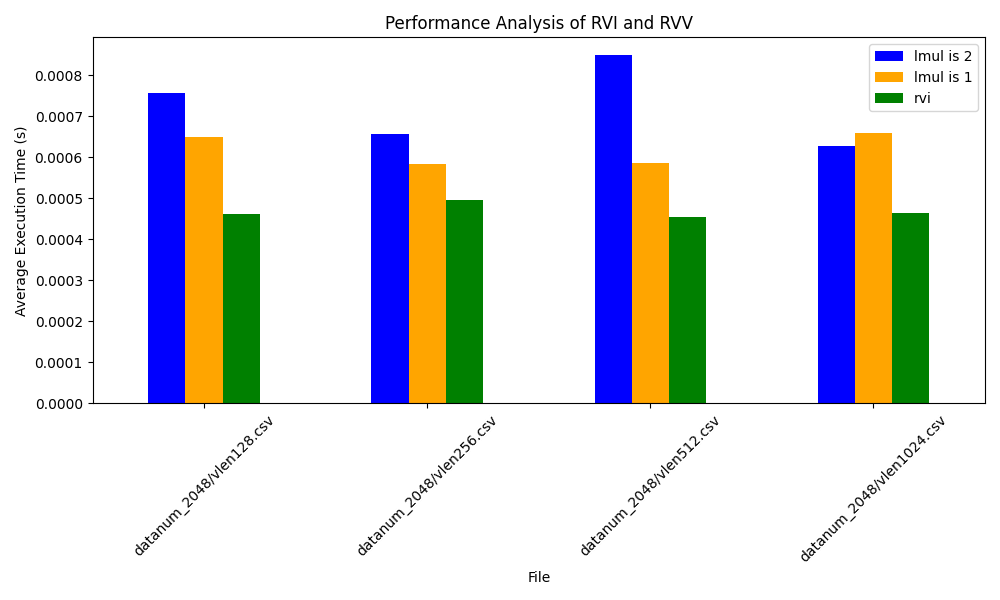 Performance Analysis of RVI and RVV
lmul is 2
lmul is 1
rvi
Average Execution Time (s)
0.0008
0.0007
0.0006
0.0005
0.0004
0.0003
0.0002
0.0001
0.0000
datanum_2048/vlen128.csv
datanum_2048/vlen256.csv
datanum_2048/vlen512.csv
datanum_2048/vlen1024.csv
File